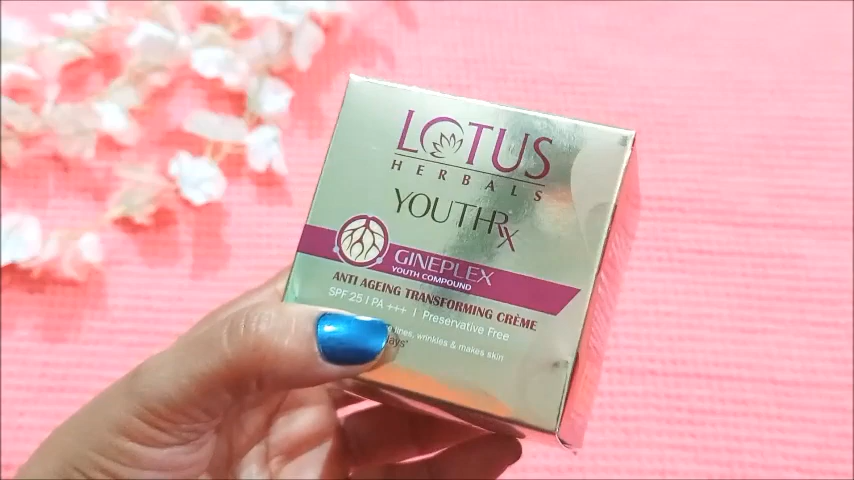 LOTUS
HERBALS
YOUTHRX
GINEPLEX
YOUTH COMPOUND
ANTI AGEING TRANSFORMING CRÈME
SPF 25 | PA +++ | Preservative Free
lines, wrinkles & makes skin
days*